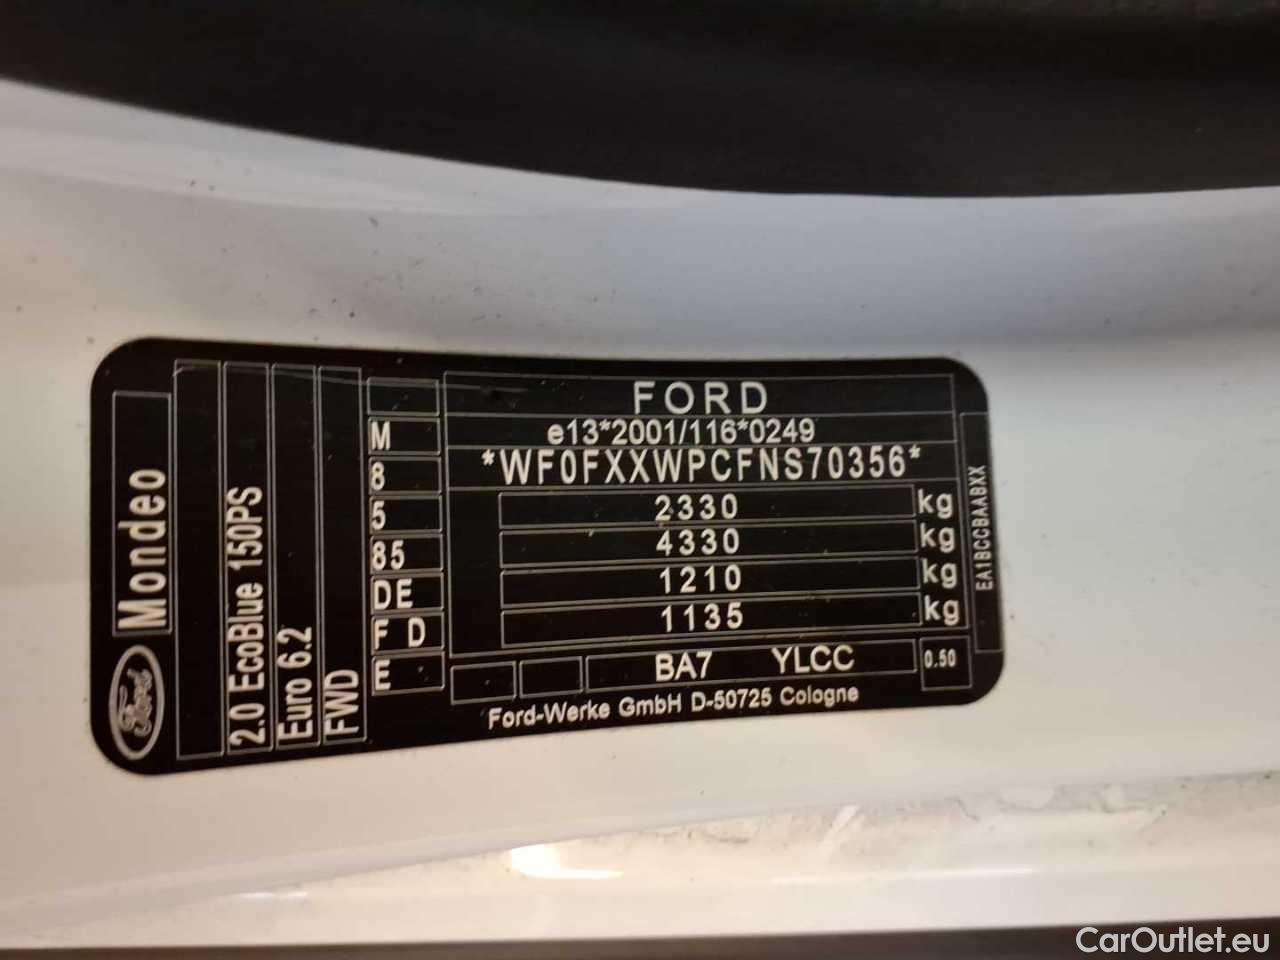 Ford
Mondeo
2.0 EcoBlue 150PS
Euro 6.2
FWD
M
8
5
85
DE
F D
E
FORD
e13*2001/116*0249
*WF0FXXWPCFNS70356*
2330 kg
4330 kg
1210 kg
1135 kg
BA7 YLCC 0.50
Ford-Werke GmbH D-50725 Cologne
EA1BCCBAABXX
CarOutlet.eu